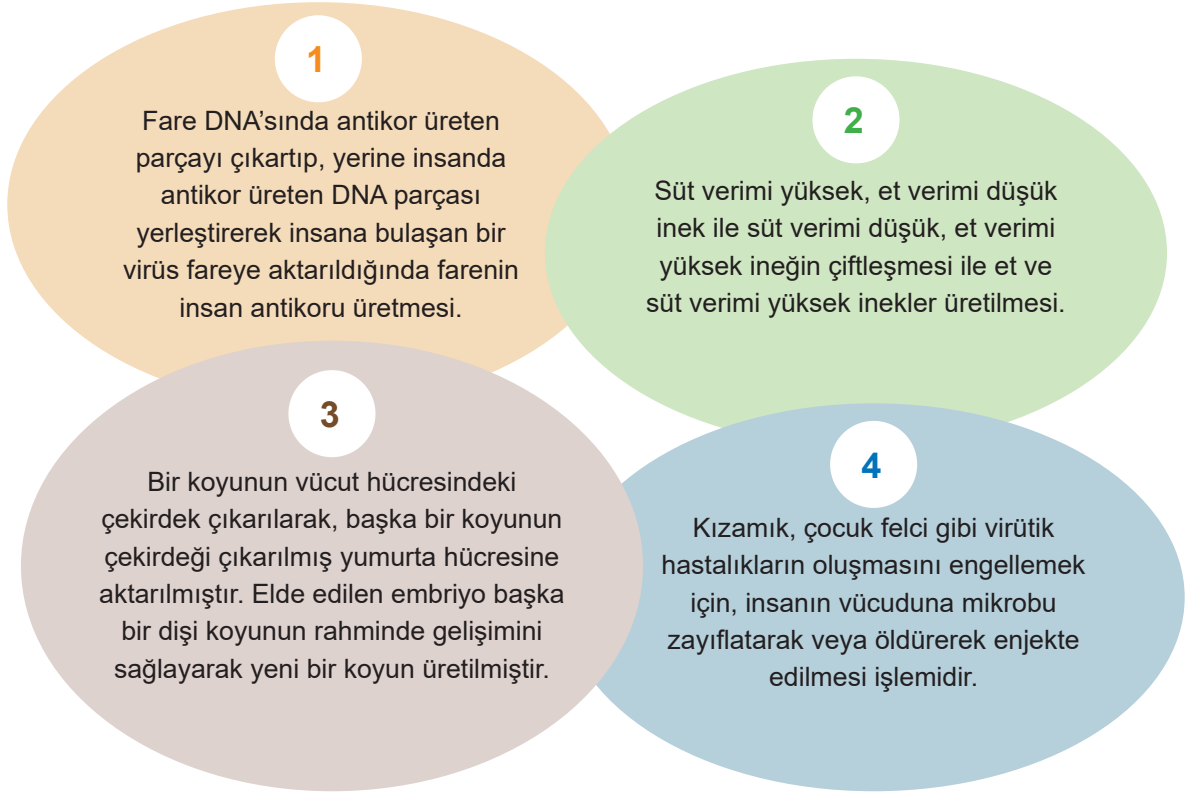 1
Fare DNA’sında antikor üreten
parçayı çıkartıp, yerine insanda
antikor üreten DNA parçası
yerleştirerek insana bulaşan bir
virüs fareye aktarıldığında farenin
insan antikoru üretmesi.
2
Süt verimi yüksek, et verimi düşük
inek ile süt verimi düşük, et verimi
yüksek ineğin çiftleşmesi ile et ve
süt verimi yüksek inekler üretilmesi.
3
Bir koyunun vücut hücresindeki
çekirdek çıkarılarak, başka bir koyunun
çekirdeği çıkarılmış yumurta hücresine
aktarılmıştır. Elde edilen embriyo başka
bir dişi koyunun rahminde gelişimini
sağlayarak yeni bir koyun üretilmiştir.
4
Kızamık, çocuk felci gibi virütik
hastalıkların oluşmasını engellemek
için, insanın vücuduna mikrobu
zayıflatarak veya öldürerek enjekte
edilmesi işlemidir.